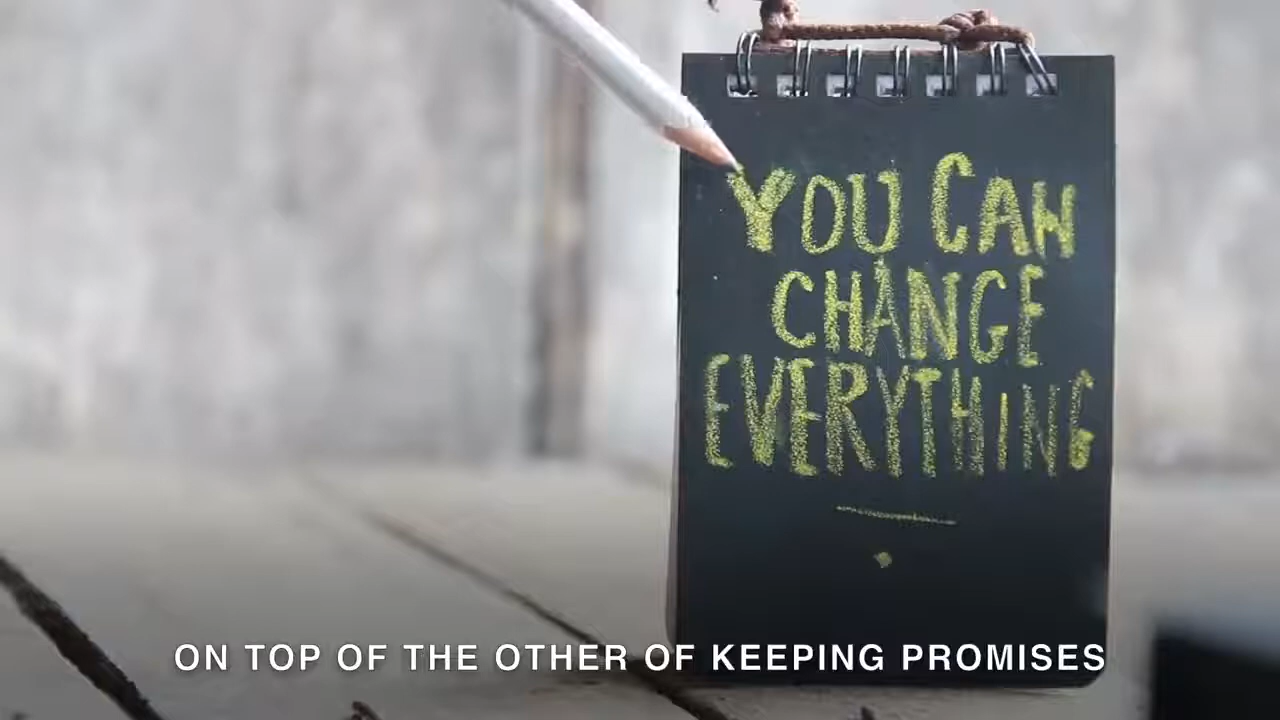 YOU CAN
CHANGE
EVERYTHING
ON TOP OF THE OTHER OF KEEPING PROMISES